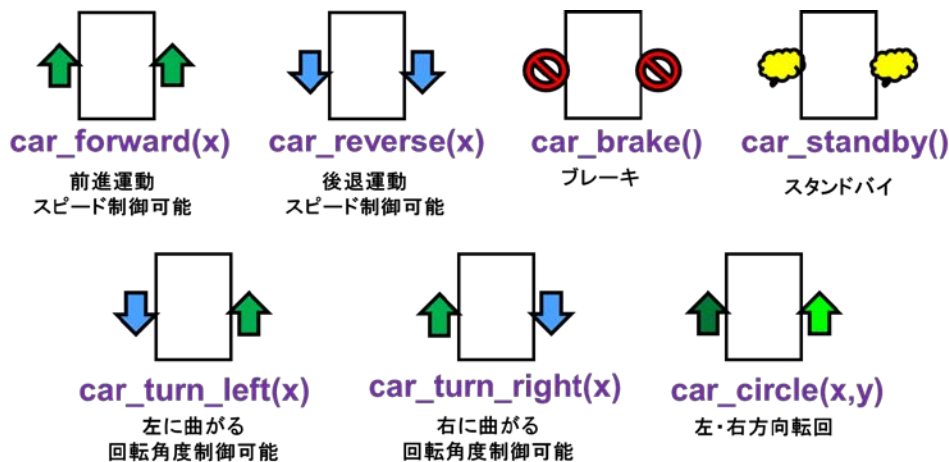 car_forward(x)
前進運動
スピード制御可能
car_reverse(x)
後退運動
スピード制御可能
car_brake()
ブレーキ
car_standby()
スタンドバイ
car_turn_left(x)
左に曲がる
回転角度制御可能
car_turn_right(x)
右に曲がる
回転角度制御可能
car_circle(x,y)
左・右方向転回